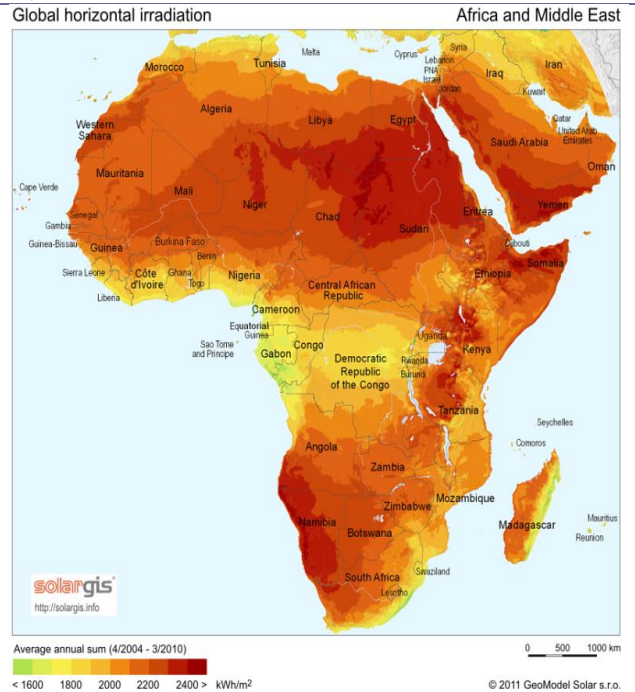 Global horizontal irradiation
Africa and Middle East
Malta
Cyprus
Syria
Lebanon
PNA
Israel
Jordan
Iraq
Iran
Kuwait
Morocco
Tunisia
Algeria
Libya
Egypt
Qatar
United Arab
Emirates
Saudi Arabia
Oman
Western
Sahara
Mauritania
Mali
Niger
Chad
Sudan
Eritrea
Yemen
Cape Verde
Senegal
Gambia
Guinea-Bissau
Guinea
Burkina Faso
Benin
Djibouti
Somalia
Sierra Leone
Côte
d'Ivoire
Ghana
Togo
Nigeria
Ethiopia
Liberia
Central African
Republic
Cameroon
Equatorial
Guinea
Sao Tome
and Principe
Gabon
Congo
Uganda
Kenya
Democratic
Republic
of the Congo
Rwanda
Burundi
Tanzania
Seychelles
Comoros
Angola
Zambia
Mozambique
Zimbabwe
Namibia
Botswana
Madagascar
Mauritius
Reunion
South Africa
Swaziland
Lesotho
solargis
http://solargis.info
Average annual sum (4/2004 - 3/2010)
< 1600 1800 2000 2200 2400 > kWh/m2
0 500 1000 km
© 2011 GeoModel Solar s.r.o.